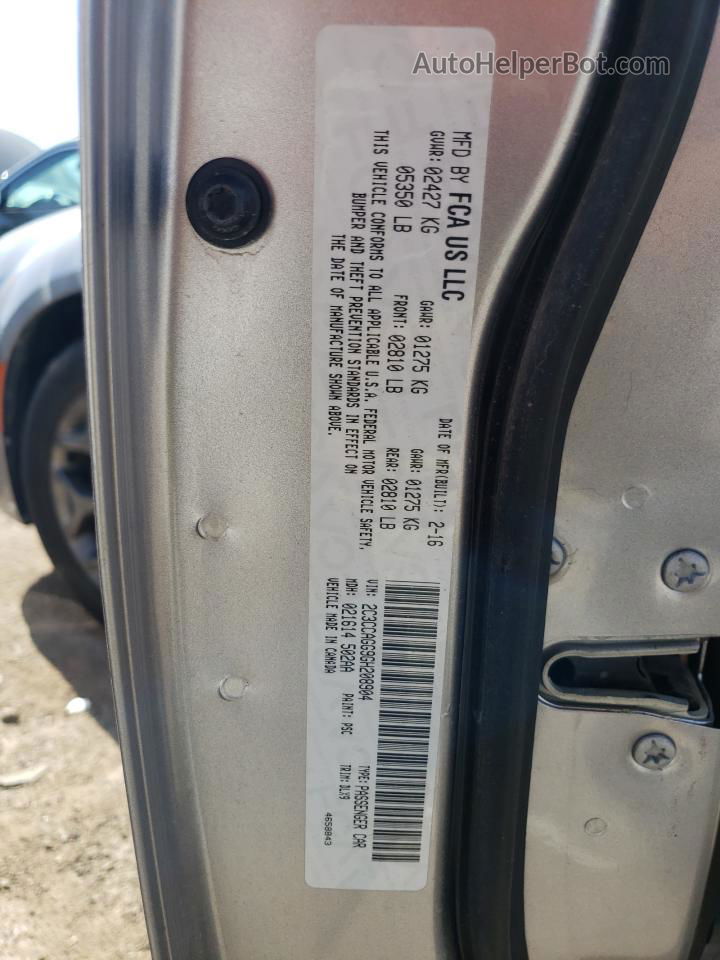 AutoHelperBot.com
MFD BY FCA US LLC
DATE OF MFR(BUILT): 2-16
GVWR: 02427 KG GAWR: 01275 KG GAWR: 01275 KG
05350 LB FRONT: 02810 LB REAR: 02810 LB
THIS VEHICLE CONFORMS TO ALL APPLICABLE U.S.A. FEDERAL MOTOR VEHICLE SAFETY,
BUMPER AND THEFT PREVENTION STANDARDS IN EFFECT ON
THE DATE OF MANUFACTURE SHOWN ABOVE.
VIN: 2C3CCAGG9GH208904 TYPE: PASSENGER CAR
MDH: 021614 502AA PAINT: PSC TRIM: DLX9
VEHICLE MADE IN CANADA 4658843